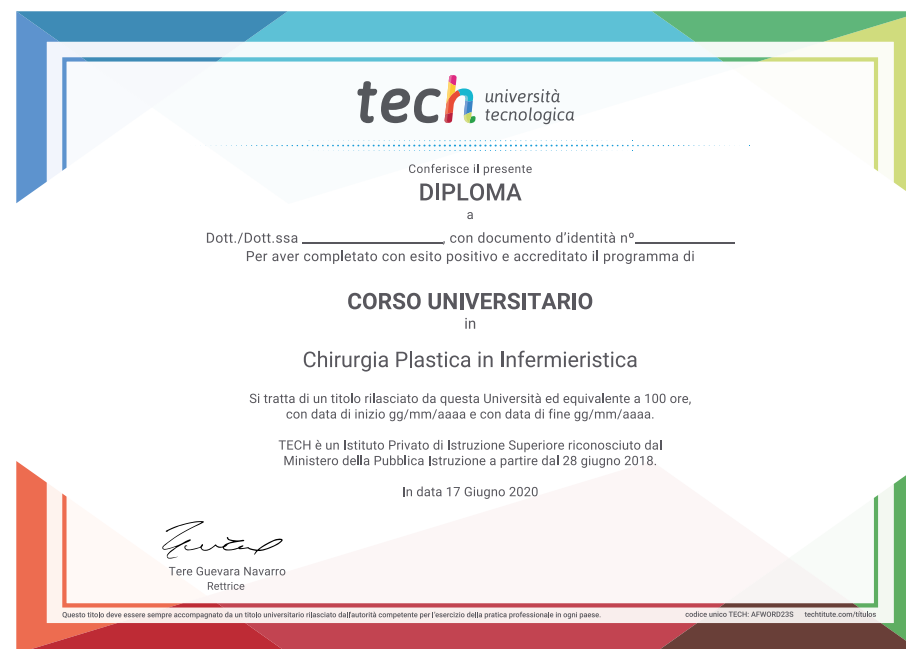 tech università
tecnologica
Conferisce il presente
DIPLOMA
a
Dott./Dott.ssa ________________, con documento d'identità nº____________
Per aver completato con esito positivo e accreditato il programma di
CORSO UNIVERSITARIO
in
Chirurgia Plastica in Infermieristica
Si tratta di un titolo rilasciato da questa Università ed equivalente a 100 ore,
con data di inizio gg/mm/aaaa e con data di fine gg/mm/aaaa.
TECH è un Istituto Privato di Istruzione Superiore riconosciuto dal
Ministero della Pubblica Istruzione a partire dal 28 giugno 2018.
In data 17 Giugno 2020
Tere Guevara Navarro
Rettrice
Questo titolo deve essere sempre accompagnato da un titolo universitario rilasciato dall'autorità competente per l'esercizio della pratica professionale in ogni paese. codice unico TECH: AFWORD23S techtitute.com/titulos